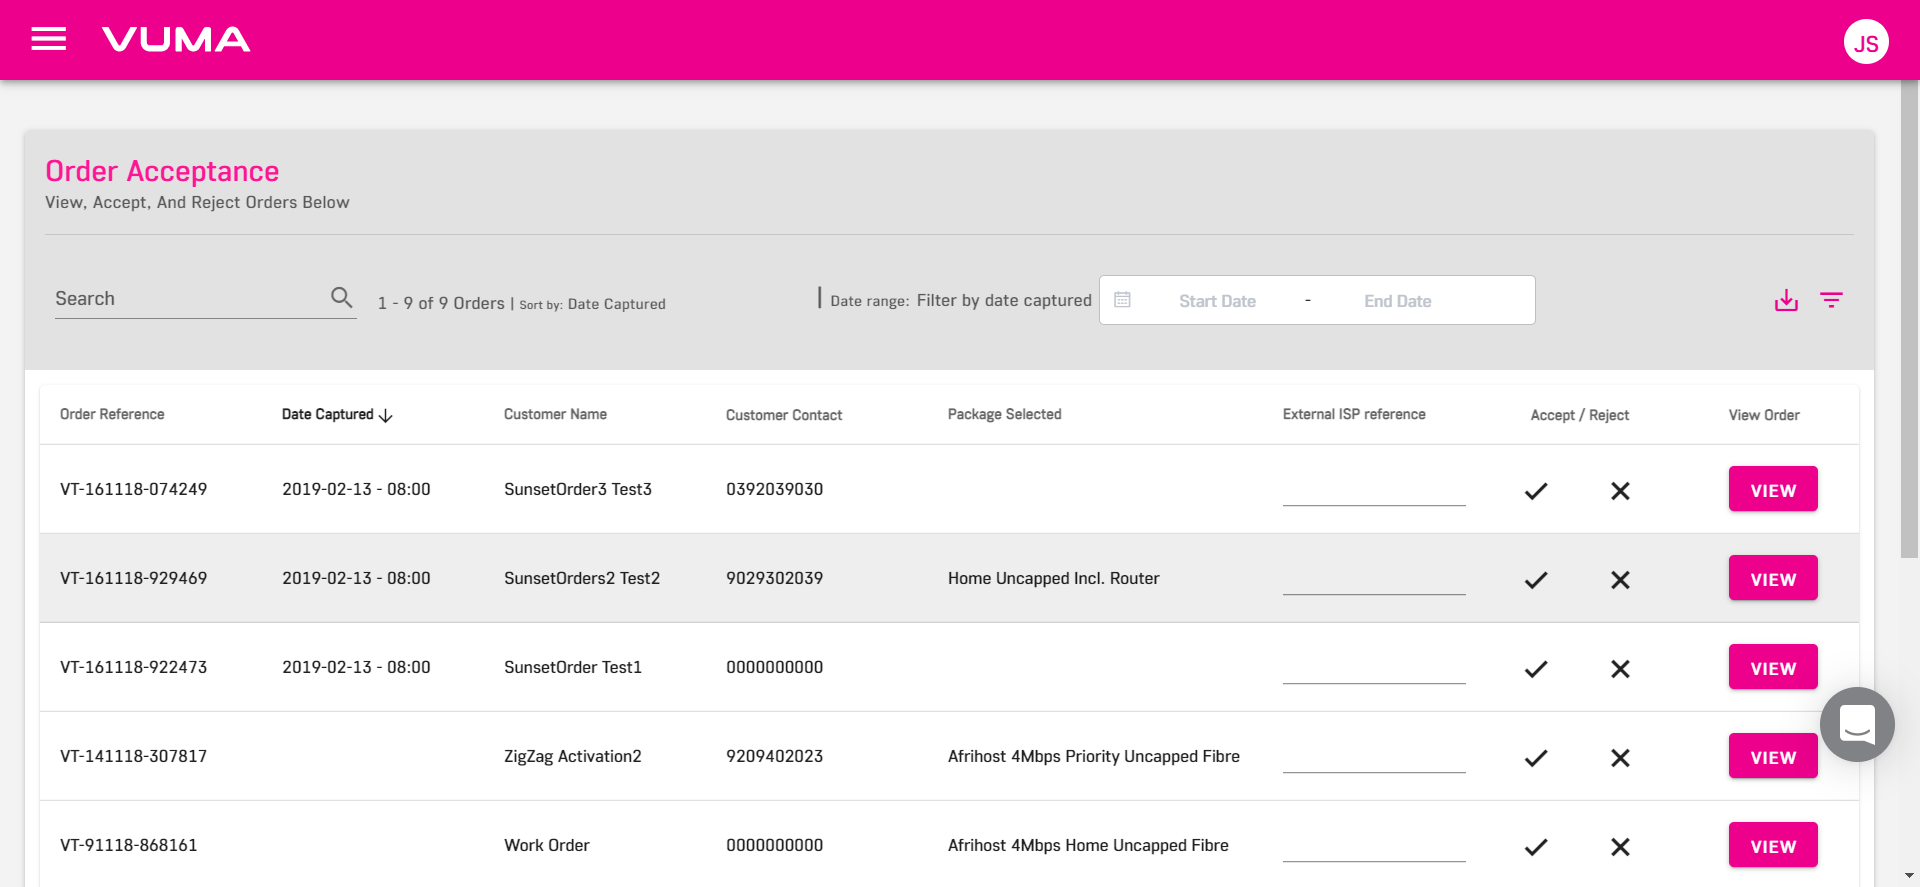 VUMA
JS
Order Acceptance
View, Accept, And Reject Orders Below
Search
1 - 9 of 9 Orders | Sort by: Date Captured
Date range: Filter by date captured
Start Date - End Date
Order Reference Date Captured Customer Name Customer Contact Package Selected External ISP reference Accept / Reject View Order
VT-161118-074249 2019-02-13 - 08:00 SunsetOrder3 Test3 0392039030 VIEW
VT-161118-929469 2019-02-13 - 08:00 SunsetOrders2 Test2 9029302039 Home Uncapped Incl. Router VIEW
VT-161118-922473 2019-02-13 - 08:00 SunsetOrder Test1 0000000000 VIEW
VT-141118-307817 ZigZag Activation2 9209402023 Afrihost 4Mbps Priority Uncapped Fibre VIEW
VT-91118-868161 Work Order 0000000000 Afrihost 4Mbps Home Uncapped Fibre VIEW